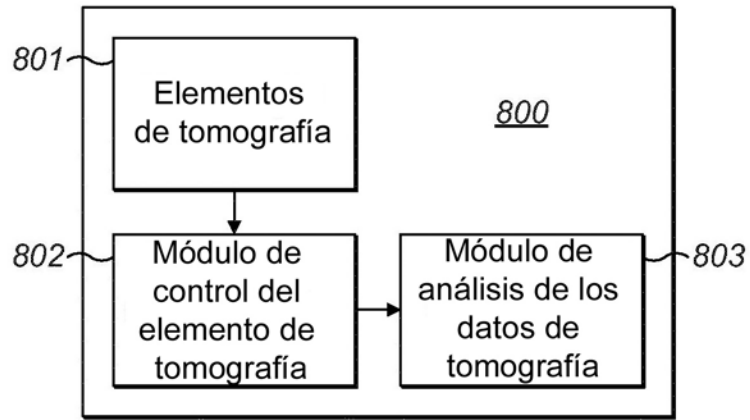 801
Elementos
de tomografía
800
802
Módulo de
control del
elemento de
tomografía
Módulo de
análisis de los
datos de
tomografía
803